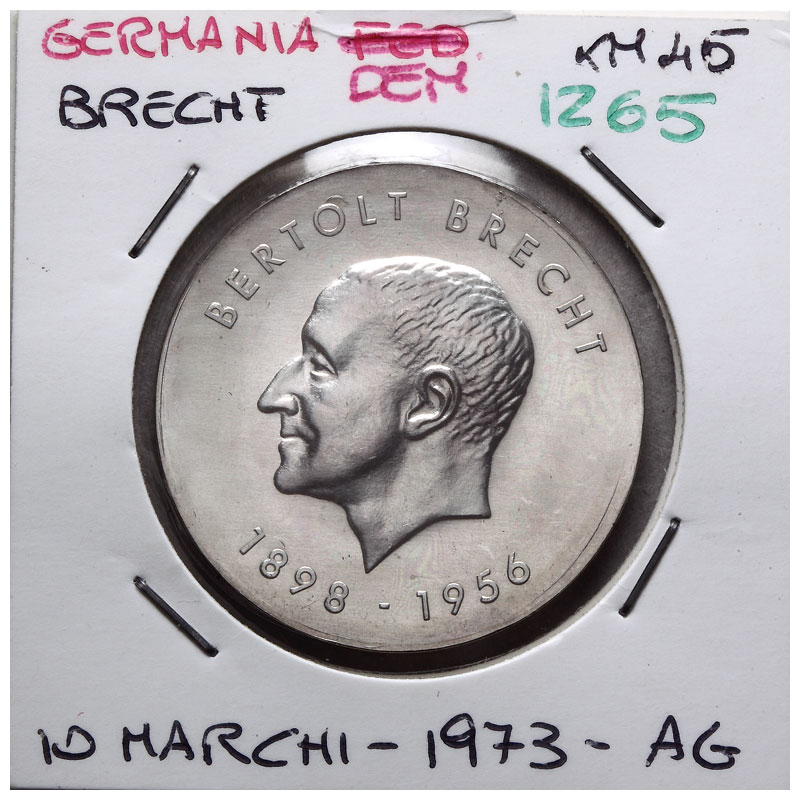 GERMANIA FED. KM 45
DEM
BRECHT 1265
BERTOLT BRECHT
1898 - 1956
10 MARCHI - 1973 - AG